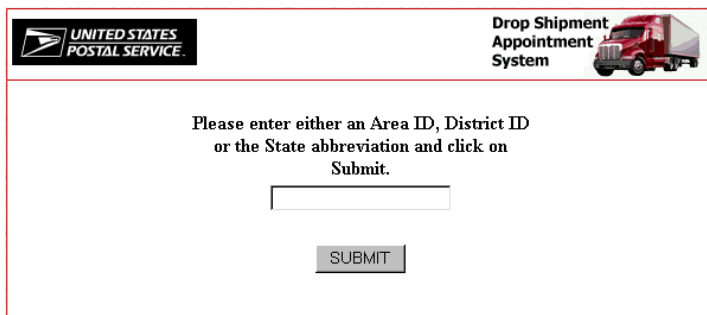 UNITED STATES
POSTAL SERVICE.
Drop Shipment
Appointment
System
Please enter either an Area ID, District ID
or the State abbreviation and click on
Submit.
SUBMIT